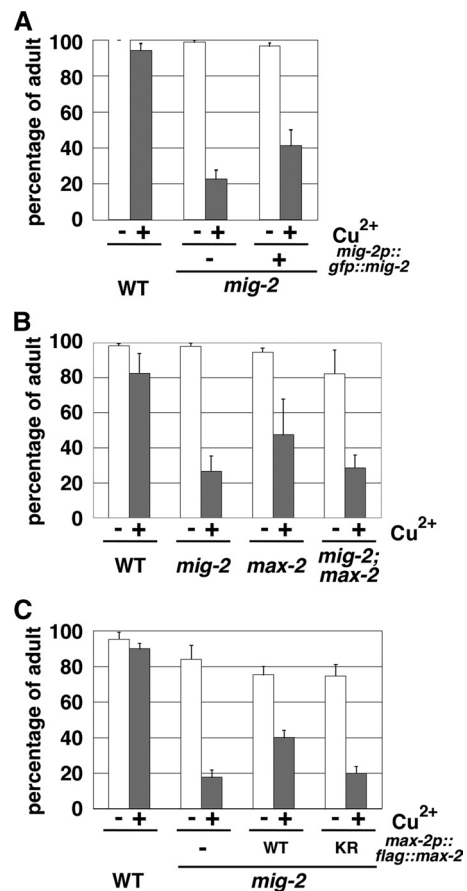 A
percentage of adult
100
80
60
40
20
0
- + - + - + Cu2+
- + mig-2p::
gfp::mig-2
WT mig-2
B
percentage of adult
100
80
60
40
20
0
- + - + - + - + Cu2+
WT mig-2 max-2 mig-2;
max-2
C
percentage of adult
100
80
60
40
20
0
- + - + - + - + Cu2+
- WT KR max-2p::
flag::max-2
WT mig-2